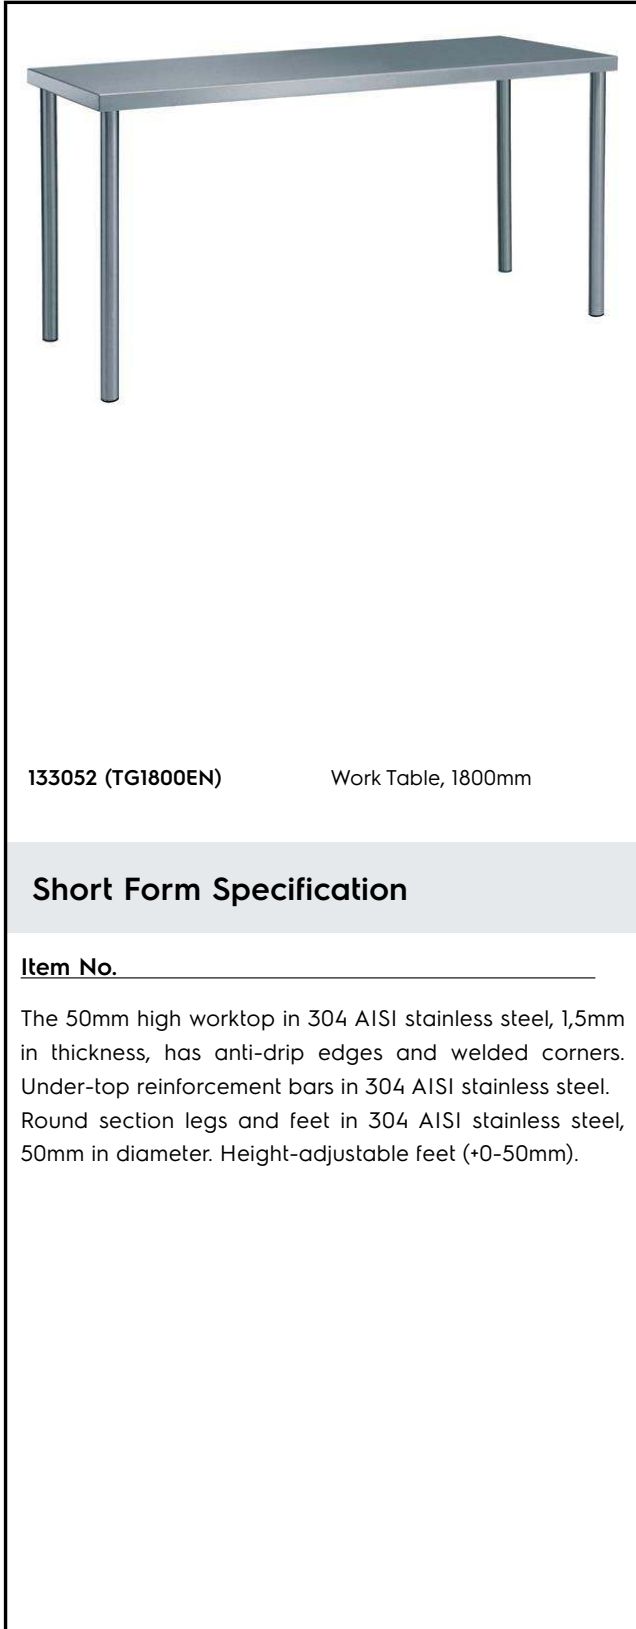 133052 (TG1800EN) Work Table, 1800mm
Short Form Specification
Item No.
The 50mm high worktop in 304 AISI stainless steel, 1,5mm
in thickness, has anti-drip edges and welded corners.
Under-top reinforcement bars in 304 AISI stainless steel.
Round section legs and feet in 304 AISI stainless steel,
50mm in diameter. Height-adjustable feet (+0-50mm).